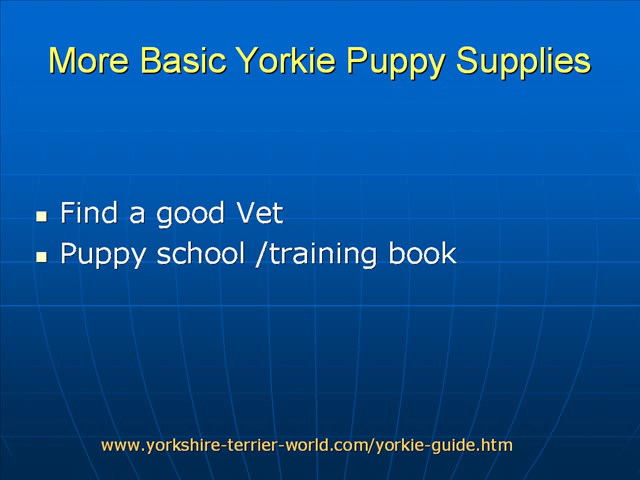 More Basic Yorkie Puppy Supplies
Find a good Vet
Puppy school /training book
www.yorkshire-terrier-world.com/yorkie-guide.htm